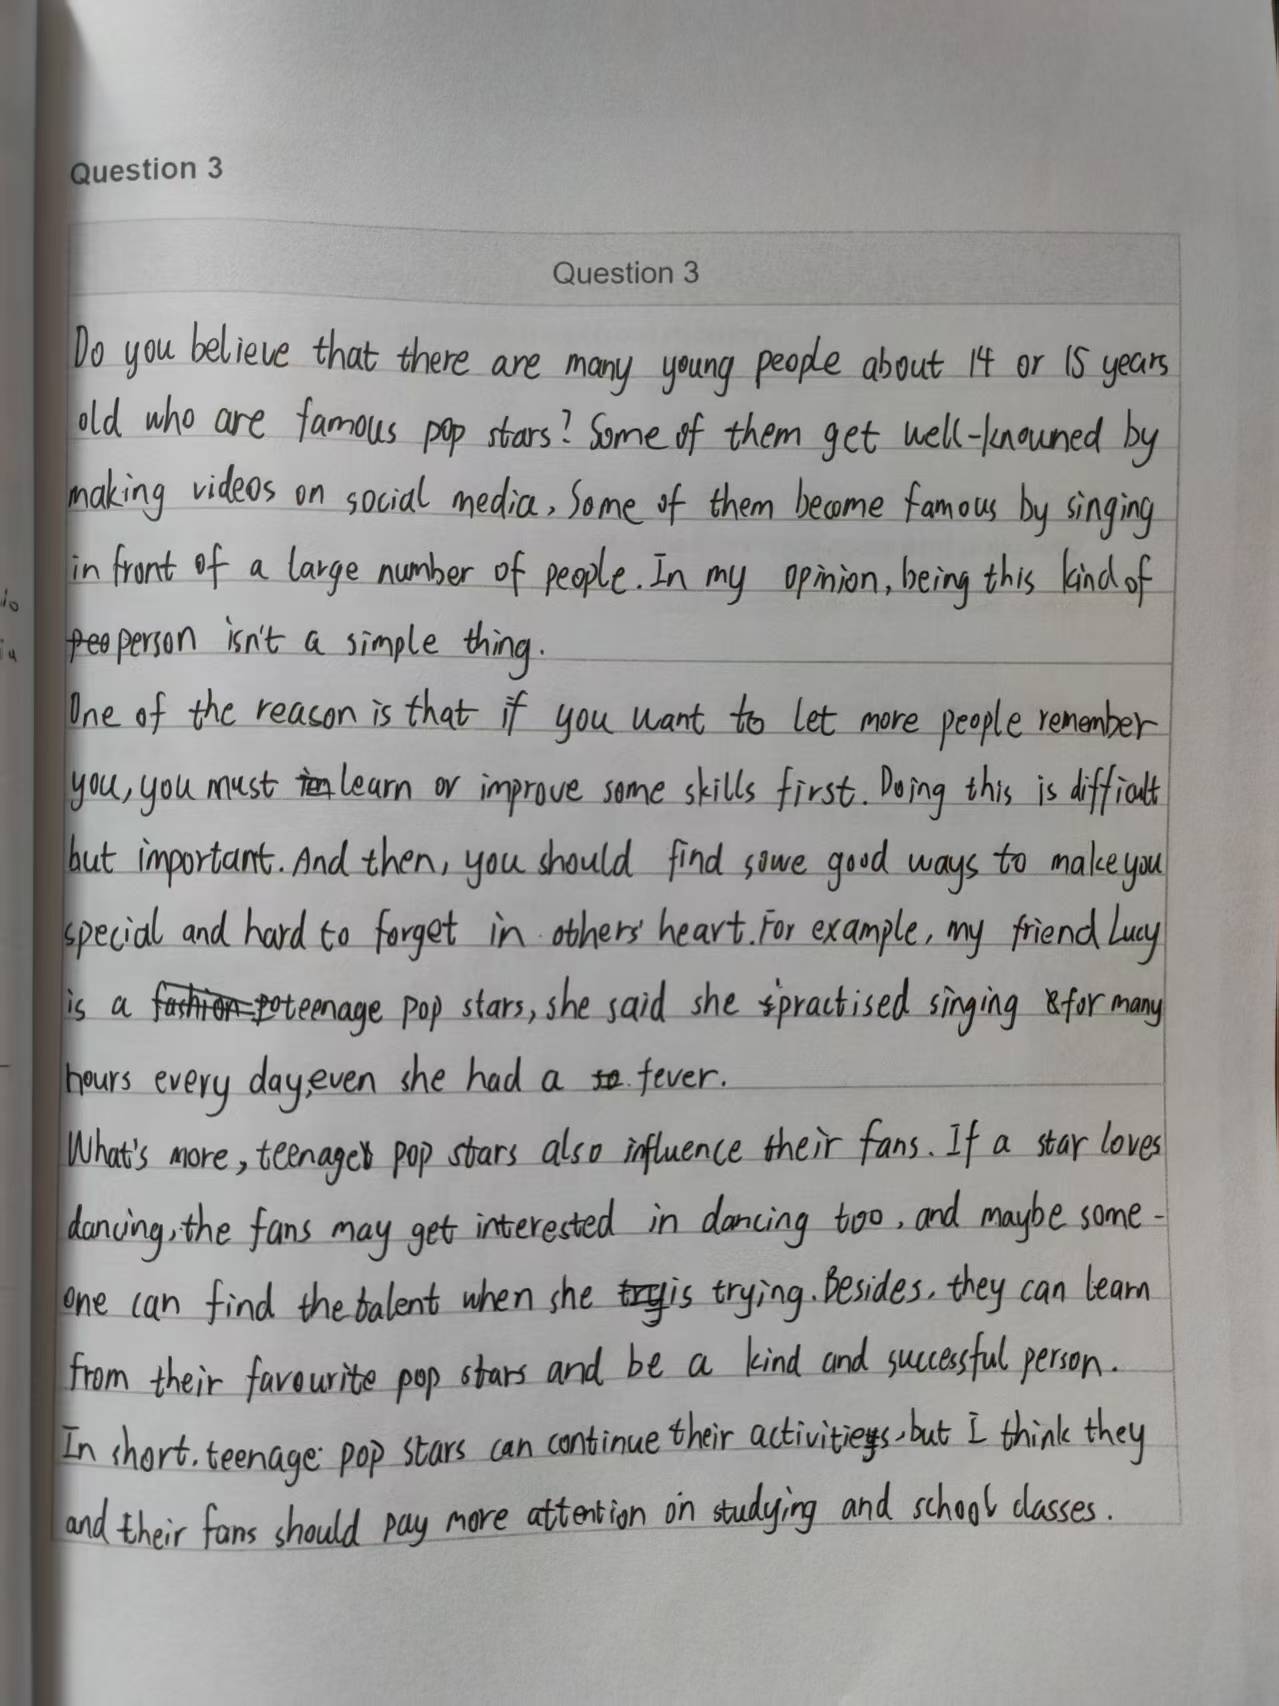 Question 3
Question 3
Do you believe that there are many young people about 14 or 15 years
old who are famous pop stars? Some of them get well-knowned by
making videos on social media, Some of them become famous by singing
in front of a large number of people. In my opinion, being this kind of
person isn't a simple thing.
One of the reason is that if you want to let more people remember
you, you must learn or improve some skills first. Doing this is difficult
but important. And then, you should find some good ways to make you
special and hard to forget in others' heart. For example, my friend Lucy
is a teenage pop stars, she said she practised singing for many
hours every day, even she had a fever.
What's more, teenage pop stars also influence their fans. If a star loves
dancing, the fans may get interested in dancing too, and maybe some-
one can find the talent when she is trying. Besides, they can learn
from their favourite pop stars and be a kind and successful person.
In short, teenage pop stars can continue their activities, but I think they
and their fans should pay more attention on studying and school classes.